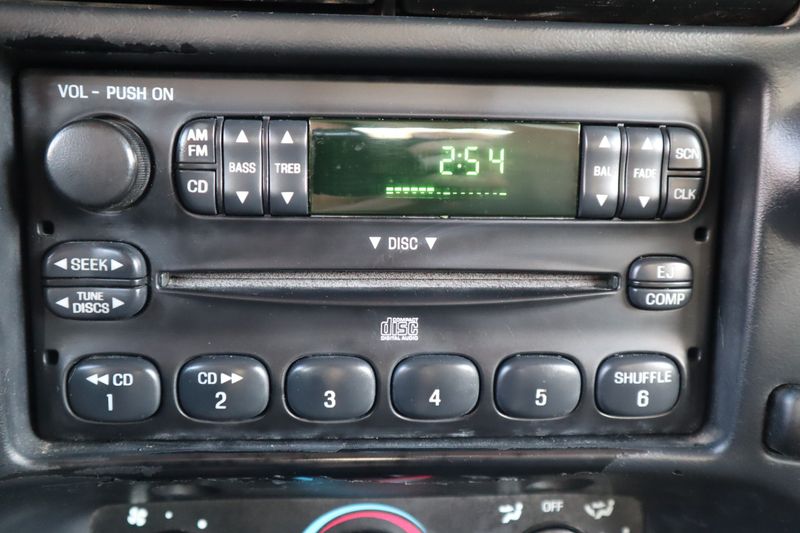 VOL - PUSH ON
AM
FM
BASS
TREB
2:54
BAL
FADE
SCN
CD
CLK
DISC
SEEK
EJ
TUNE
DISCS
COMP
COMPACT
disc
DIGITAL AUDIO
CD
1
CD
2
3
4
5
SHUFFLE
6
OFF